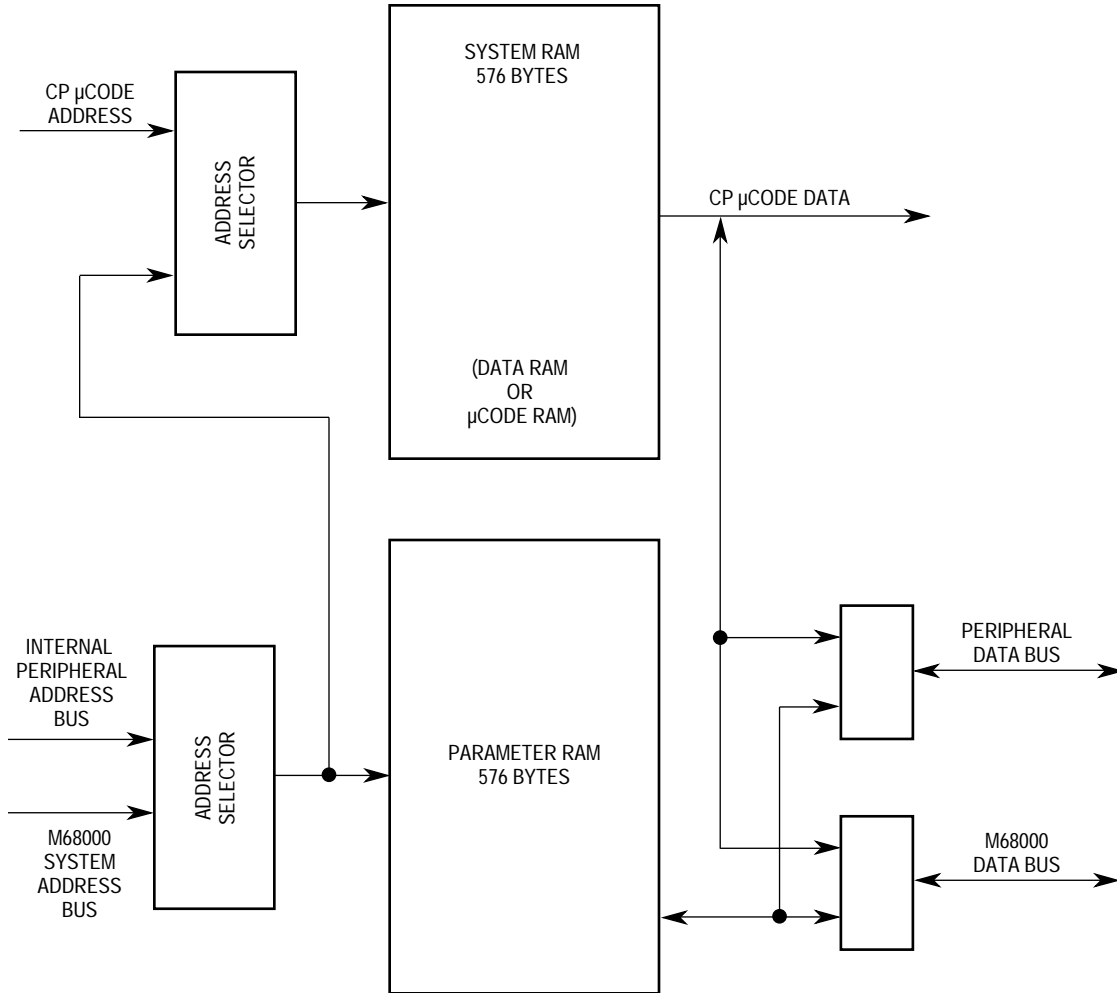 SYSTEM RAM
576 BYTES
CP µCODE
ADDRESS
ADDRESS
SELECTOR
CP µCODE DATA
(DATA RAM
OR
µCODE RAM)
INTERNAL
PERIPHERAL
ADDRESS
BUS
PERIPHERAL
DATA BUS
ADDRESS
SELECTOR
PARAMETER RAM
576 BYTES
M68000
SYSTEM
ADDRESS
BUS
M68000
DATA BUS